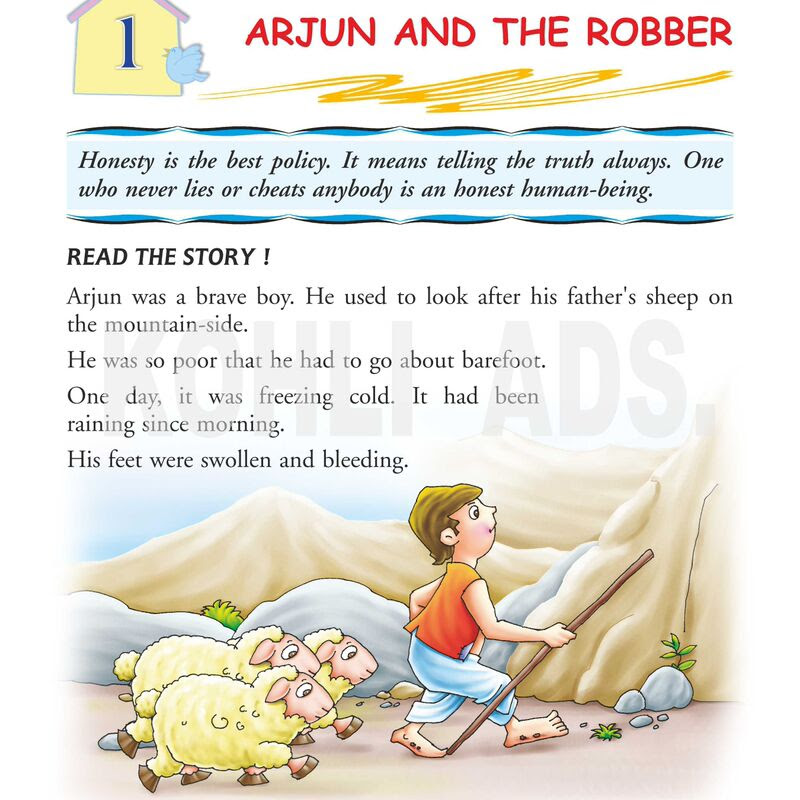 1
ARJUN AND THE ROBBER
Honesty is the best policy. It means telling the truth always. One
who never lies or cheats anybody is an honest human-being.
READ THE STORY !
Arjun was a brave boy. He used to look after his father's sheep on
the mountain-side.
He was so poor that he had to go about barefoot.
KOHLI ADS.
One day, it was freezing cold. It had been
raining since morning.
His feet were swollen and bleeding.